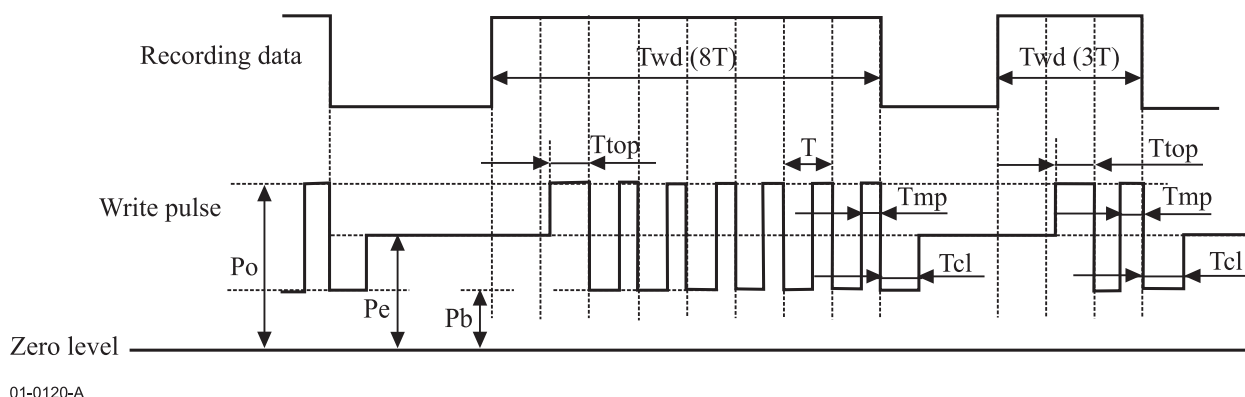 Recording data
Twd (8T)
Twd (3T)
Ttop
T
Ttop
Write pulse
Tmp
Tmp
Po
Pe
Pb
Tcl
Tcl
Zero level
01-0120-A